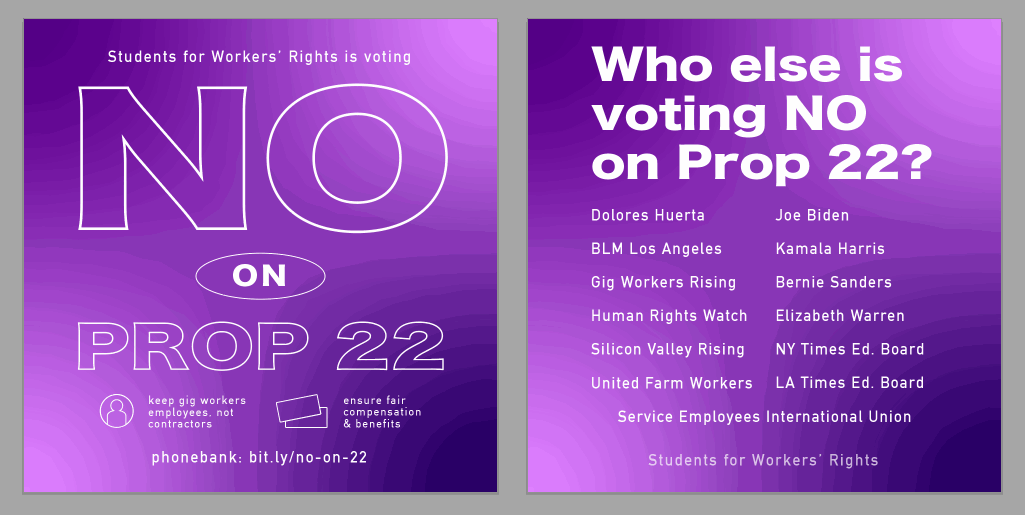 Students for Workers’ Rights is voting
NO
ON
PROP 22
keep gig workers
employees. not
contractors
ensure fair
compensation
& benefits
phonebank: bit.ly/no-on-22
Who else is
voting NO
on Prop 22?
Dolores Huerta
BLM Los Angeles
Gig Workers Rising
Human Rights Watch
Silicon Valley Rising
United Farm Workers
Joe Biden
Kamala Harris
Bernie Sanders
Elizabeth Warren
NY Times Ed. Board
LA Times Ed. Board
Service Employees International Union
Students for Workers’ Rights